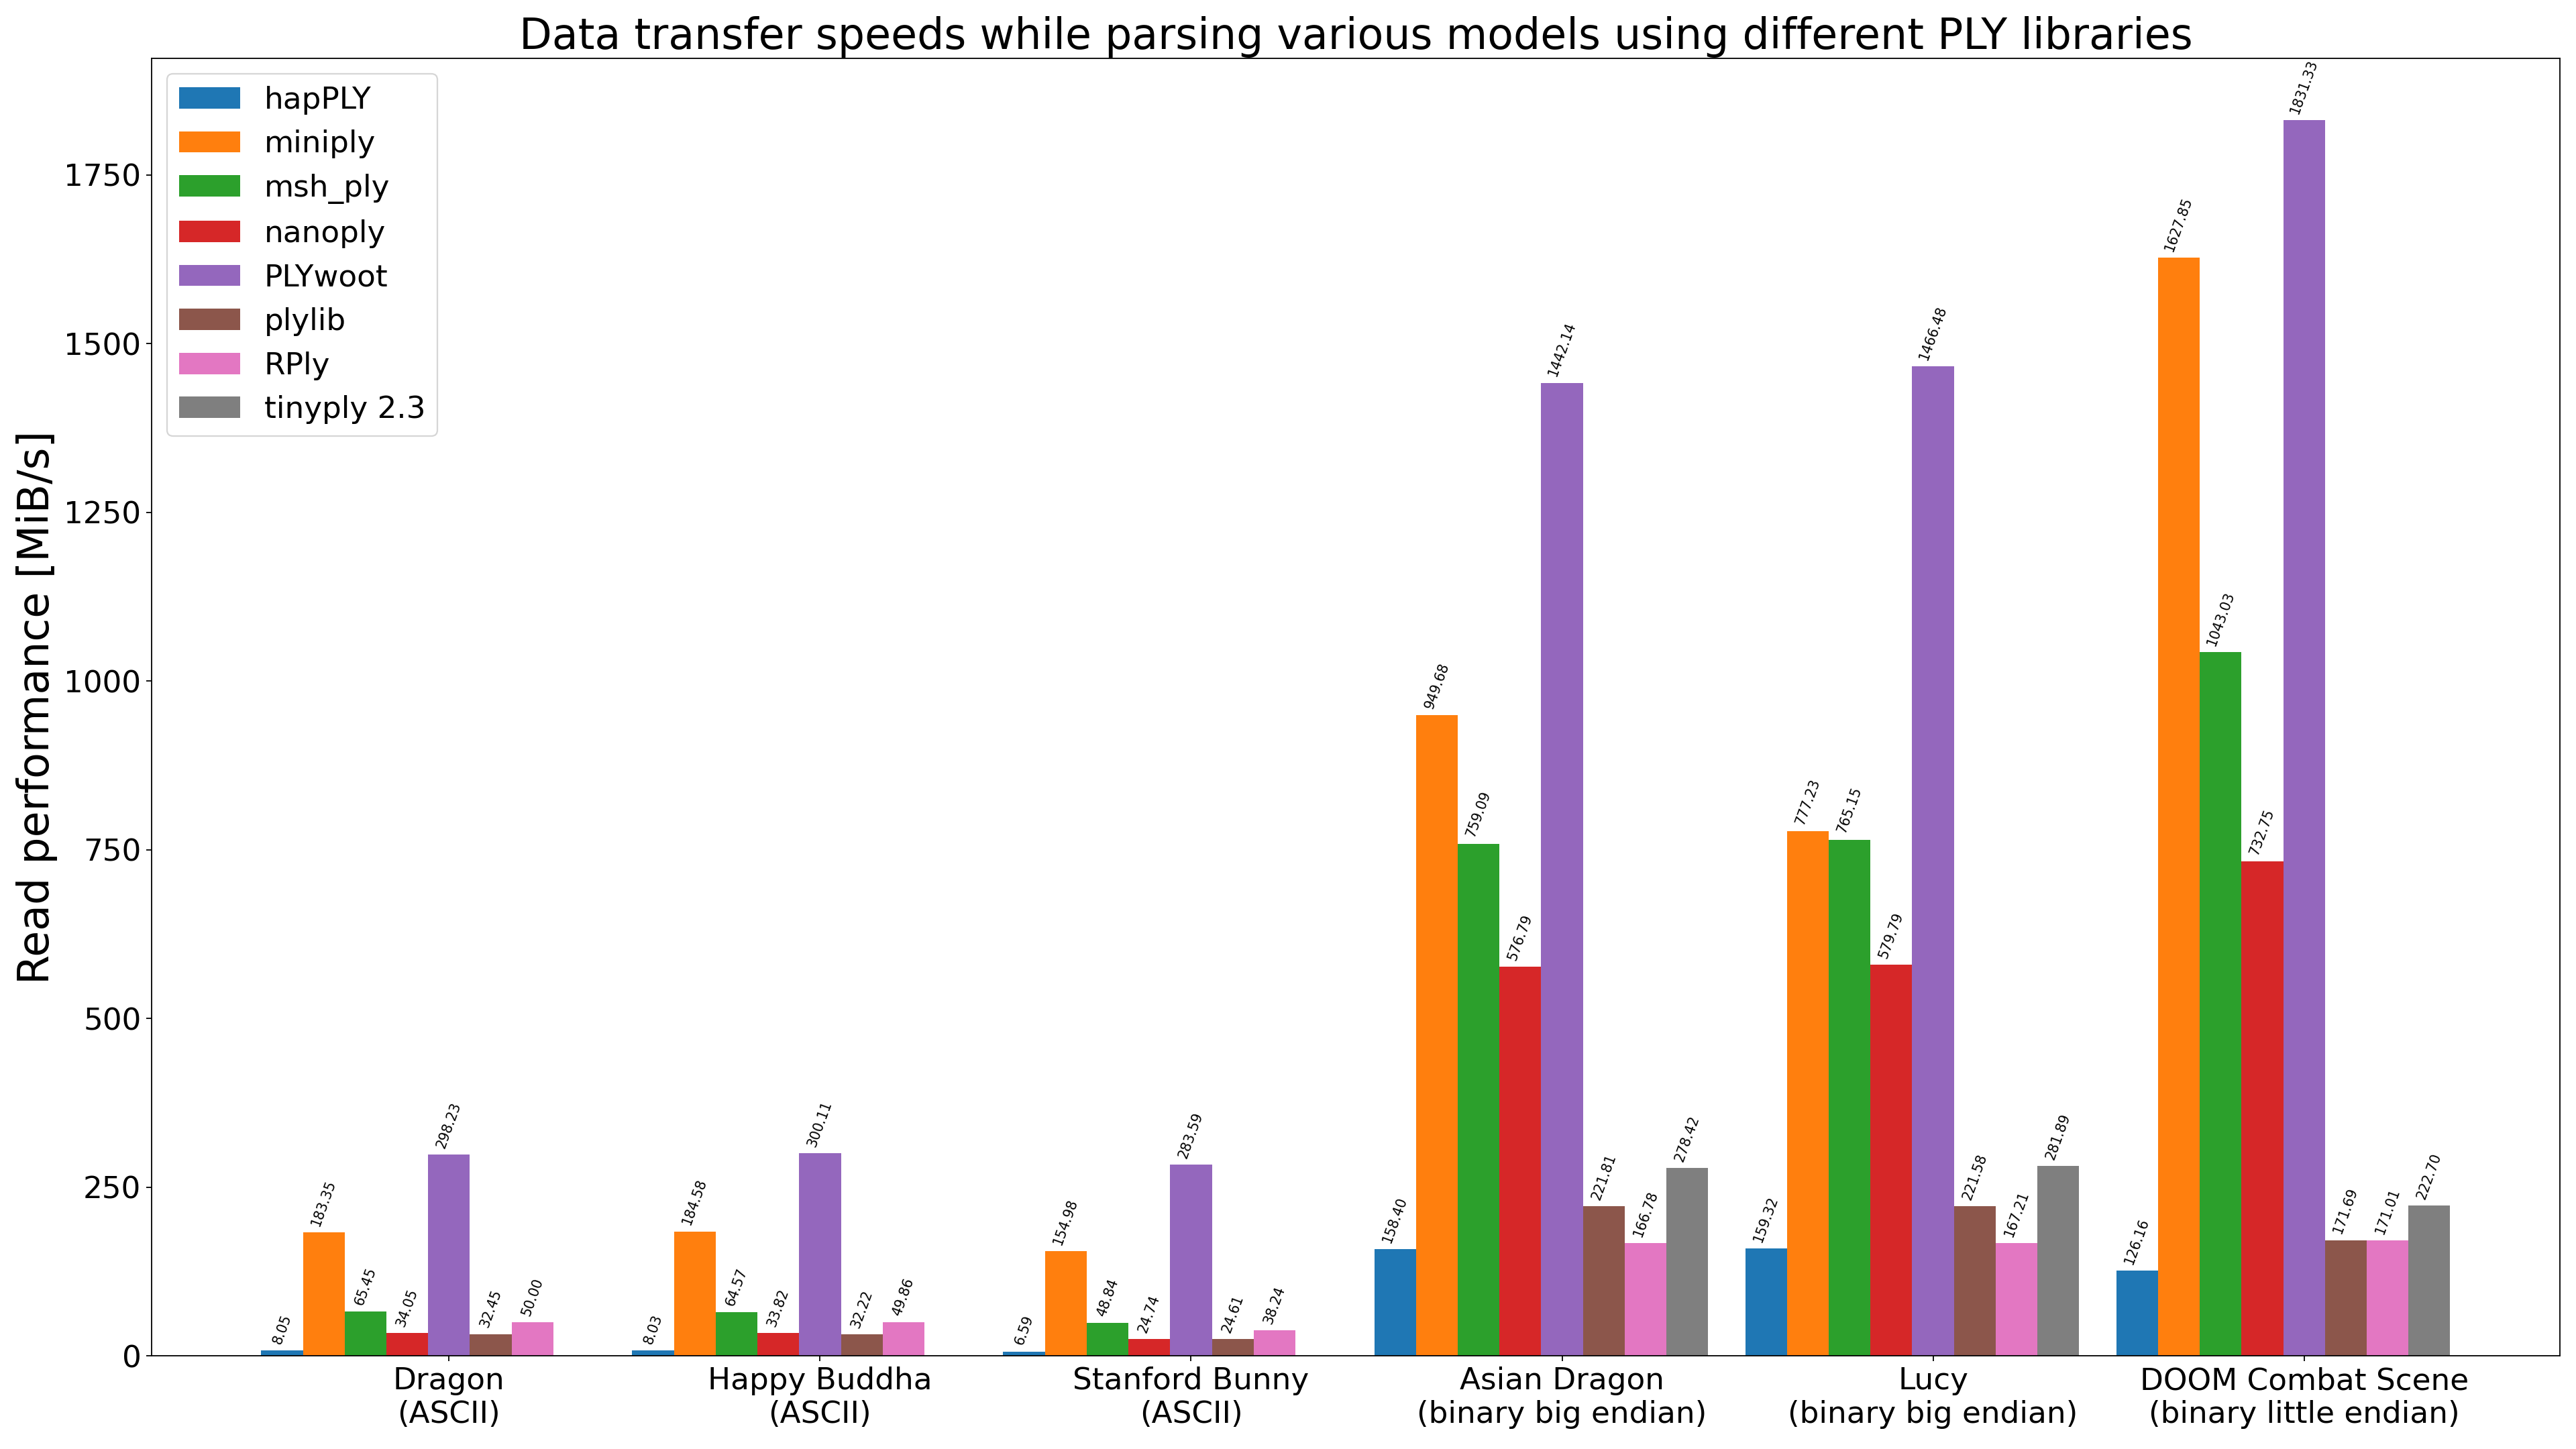 Data transfer speeds while parsing various models using different PLY libraries
hapPLY
miniply
msh_ply
nanoply
PLYwoot
plylib
RPly
tinyply 2.3
Read performance [MiB/s]
1750
1500
1250
1000
750
500
250
0
8.05
183.35
65.45
34.05
298.23
32.45
50.00
8.03
184.58
64.57
33.82
300.11
32.22
49.86
6.59
154.98
48.84
24.74
283.59
24.61
38.24
158.40
949.68
759.09
576.79
1442.14
221.81
166.78
278.42
159.32
777.23
765.15
579.79
1466.48
221.58
167.21
281.89
126.16
1627.85
1043.03
732.75
1831.33
171.69
171.01
222.70
Dragon
(ASCII)
Happy Buddha
(ASCII)
Stanford Bunny
(ASCII)
Asian Dragon
(binary big endian)
Lucy
(binary big endian)
DOOM Combat Scene
(binary little endian)